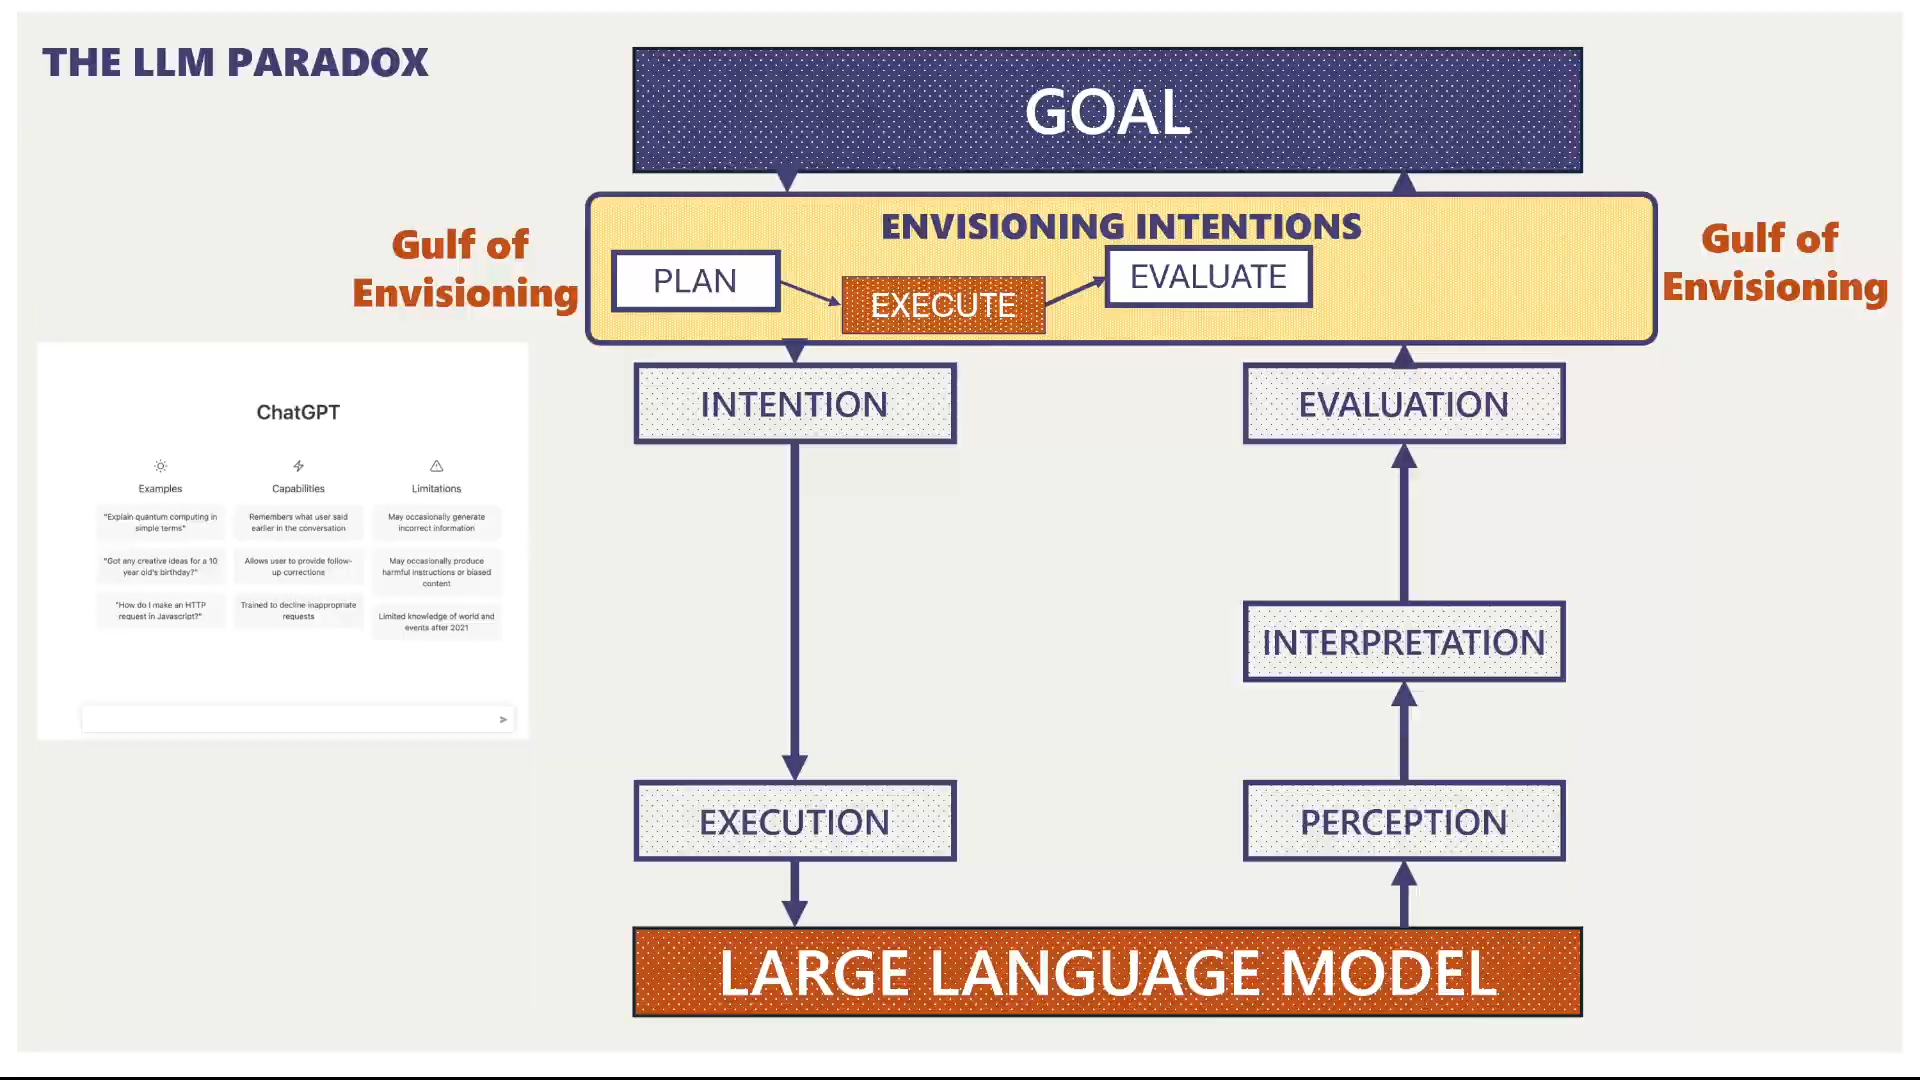 THE LLM PARADOX
GOAL
Gulf of
Envisioning
ENVISIONING INTENTIONS
PLAN
EXECUTE
EVALUATE
Gulf of
Envisioning
INTENTION
EVALUATION
INTERPRETATION
EXECUTION
PERCEPTION
LARGE LANGUAGE MODEL
ChatGPT
Examples
"Explain quantum computing in
simple terms"
"Got any creative ideas for a 10
year old's birthday?"
"How do I make an HTTP
request in Javascript?"
Capabilities
Remembers what user said
earlier in the conversation
Allows user to provide follow-
up corrections
Trained to decline inappropriate
requests
Limitations
May occasionally generate
incorrect information
May occasionally produce
harmful instructions or biased
content
Limited knowledge of world and
events after 2021